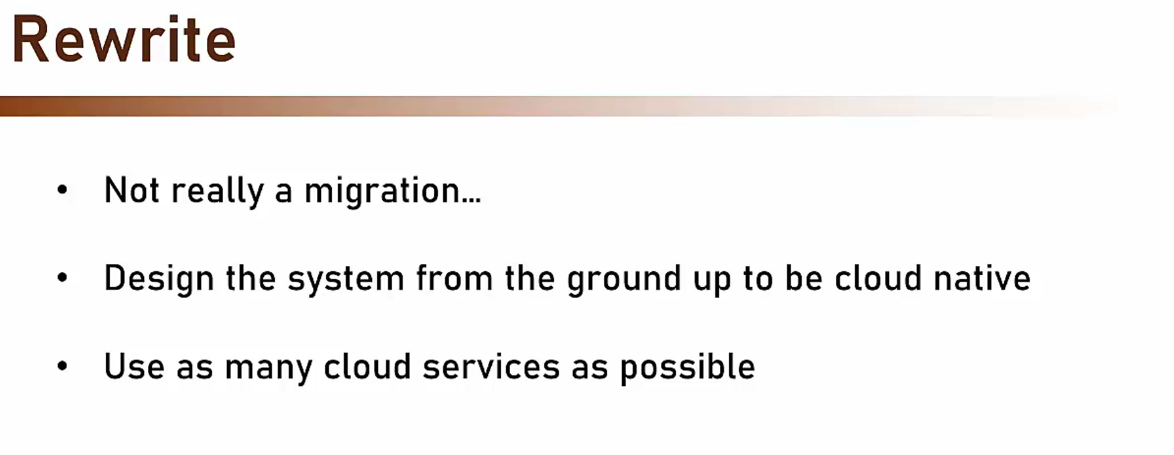 Rewrite
• Not really a migration...
• Design the system from the ground up to be cloud native
• Use as many cloud services as possible